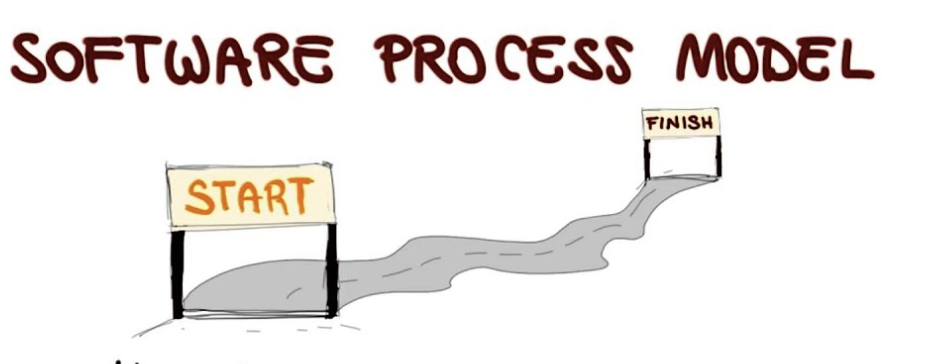 SOFTWARE PROCESS MODEL
FINISH
START